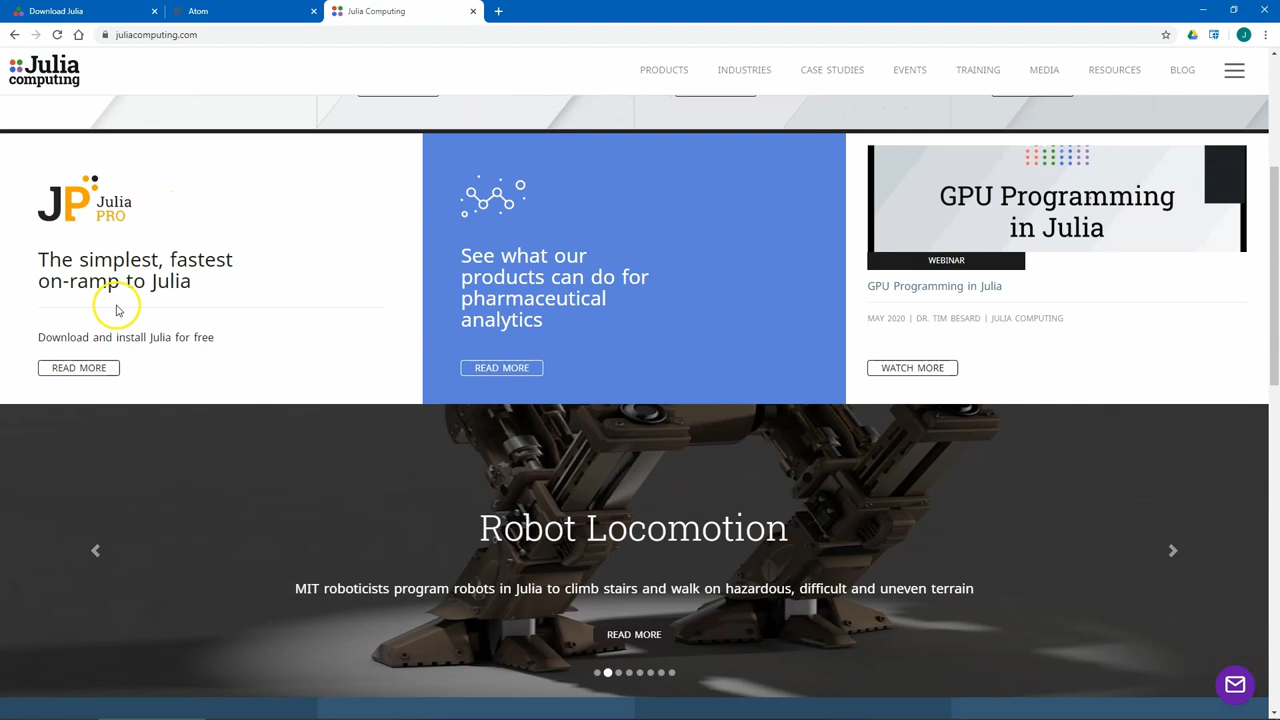 Download Julia
Atom
Julia Computing
juliacomputing.com
J
Julia
computing
PRODUCTS
INDUSTRIES
CASE STUDIES
EVENTS
TRAINING
MEDIA
RESOURCES
BLOG
JP Julia
PRO
The simplest, fastest
on-ramp to Julia
Download and install Julia for free
READ MORE
See what our
products can do for
pharmaceutical
analytics
READ MORE
GPU Programming
in Julia
WEBINAR
GPU Programming in Julia
MAY 2020 | DR. TIM BESARD | JULIA COMPUTING
WATCH MORE
Robot Locomotion
MIT roboticists program robots in Julia to climb stairs and walk on hazardous, difficult and uneven terrain
READ MORE